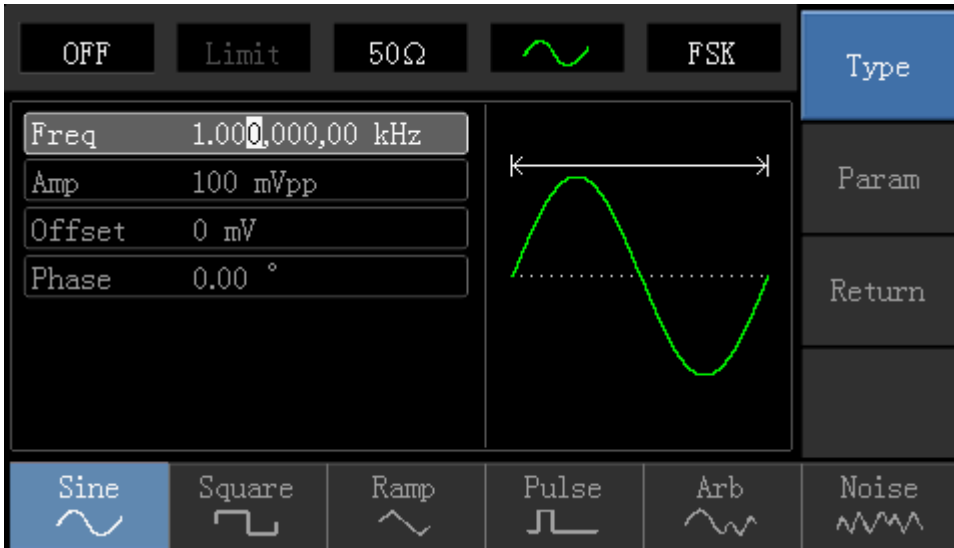 OFF Limit 50Ω FSK
Type
Freq 1.000,000,00 kHz
Amp 100 mVpp
Param
Offset 0 mV
Phase 0.00 °
Return
Sine Square Ramp Pulse Arb Noise